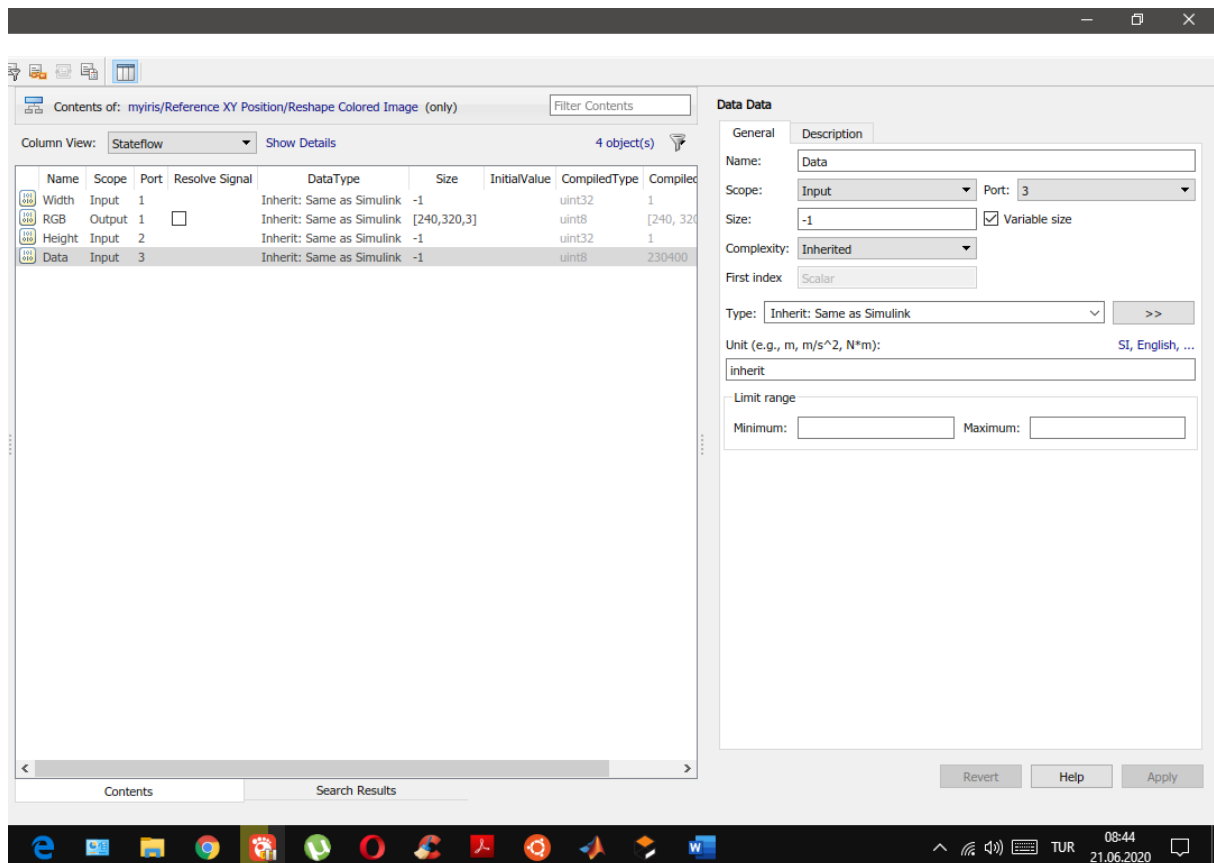 Contents of: myiris/Reference XY Position/Reshape Colored Image (only) Filter Contents
Column View: Stateflow Show Details 4 object(s)
Name Scope Port Resolve Signal DataType Size InitialValue CompiledType Compiled
Width Input 1 Inherit: Same as Simulink -1 uint32 1
RGB Output 1 Inherit: Same as Simulink [240,320,3] uint8 [240, 320
Height Input 2 Inherit: Same as Simulink -1 uint32 1
Data Input 3 Inherit: Same as Simulink -1 uint8 230400
Contents Search Results
Data Data
General Description
Name: Data
Scope: Input Port: 3
Size: -1 Variable size
Complexity: Inherited
First index Scalar
Type: Inherit: Same as Simulink >>
Unit (e.g., m, m/s^2, N*m): SI, English, ...
inherit
Limit range
Minimum: Maximum:
Revert Help Apply
TUR 08:44
21.06.2020